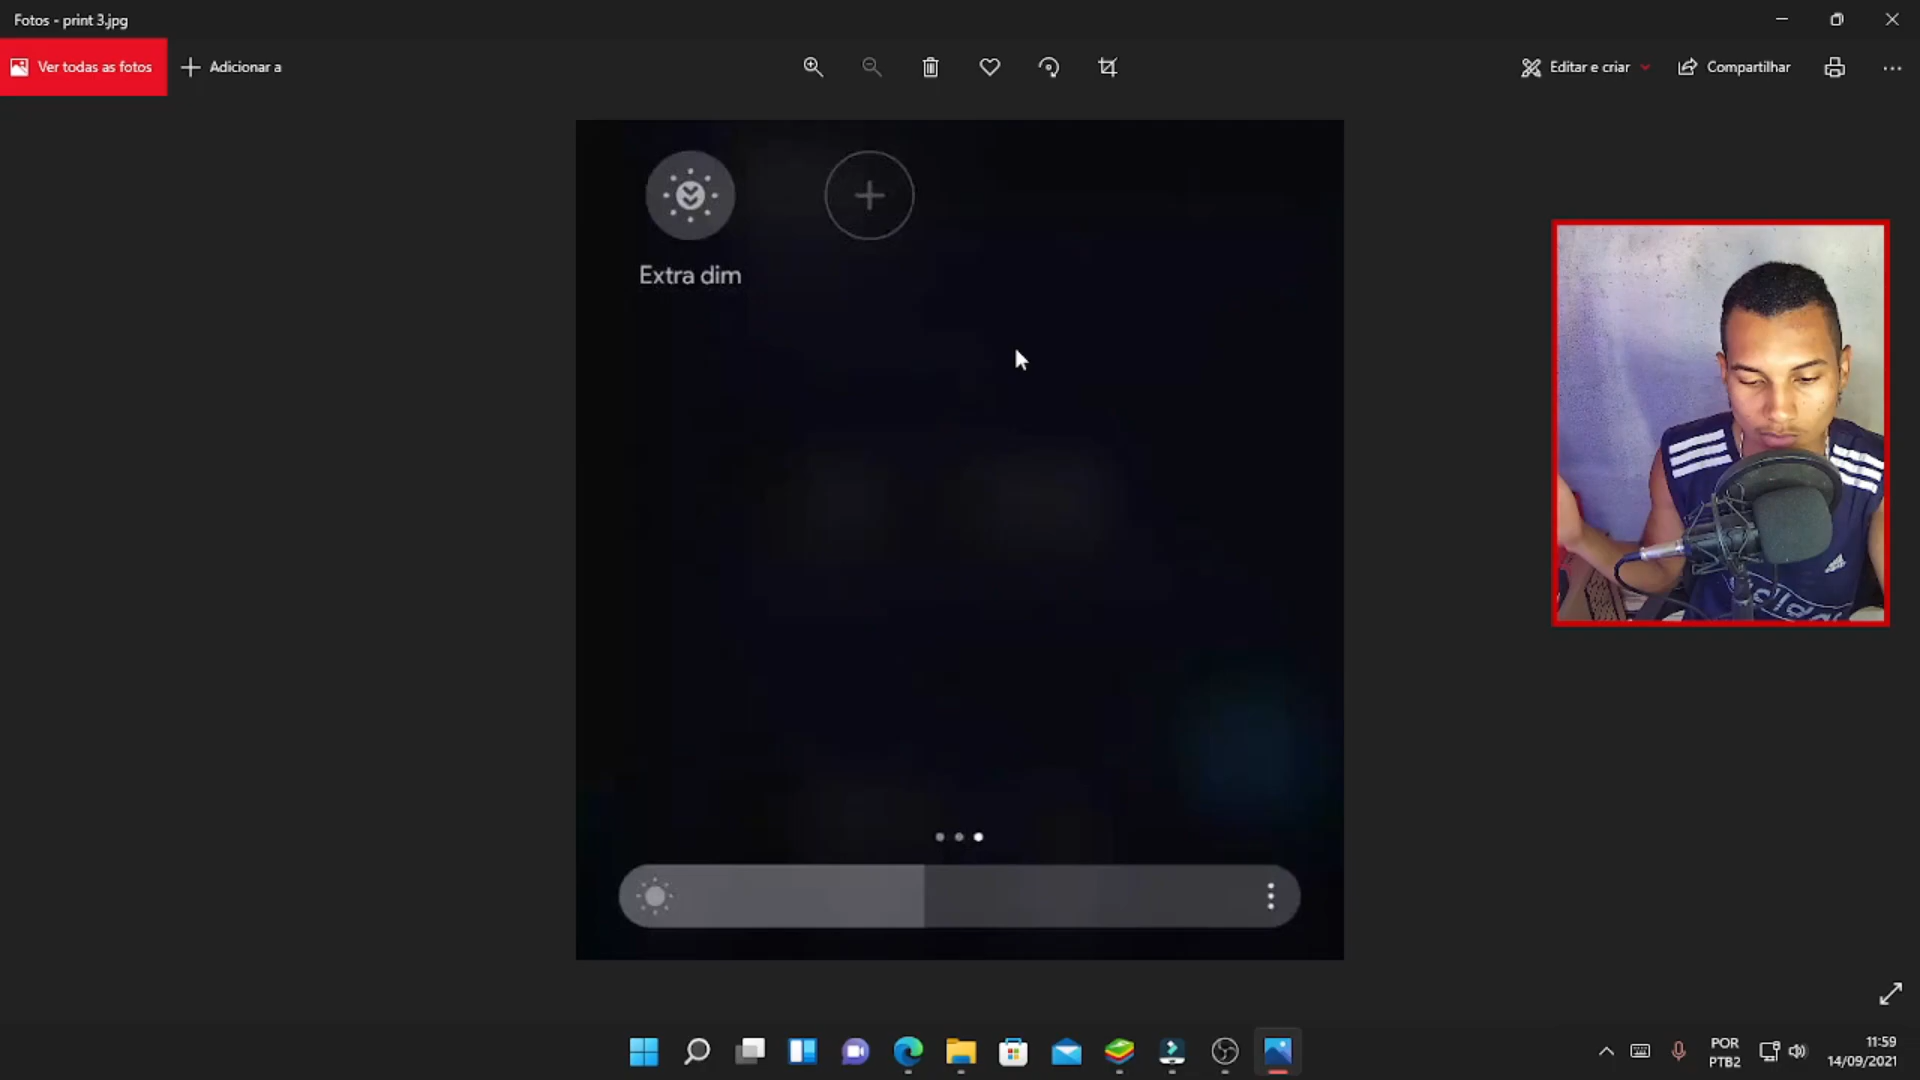 Fotos - print 3.jpg
Ver todas as fotos
Adicionar a
Editar e criar
Compartilhar
Extra dim
adidas
POR
PTB2
11:59
14/09/2021